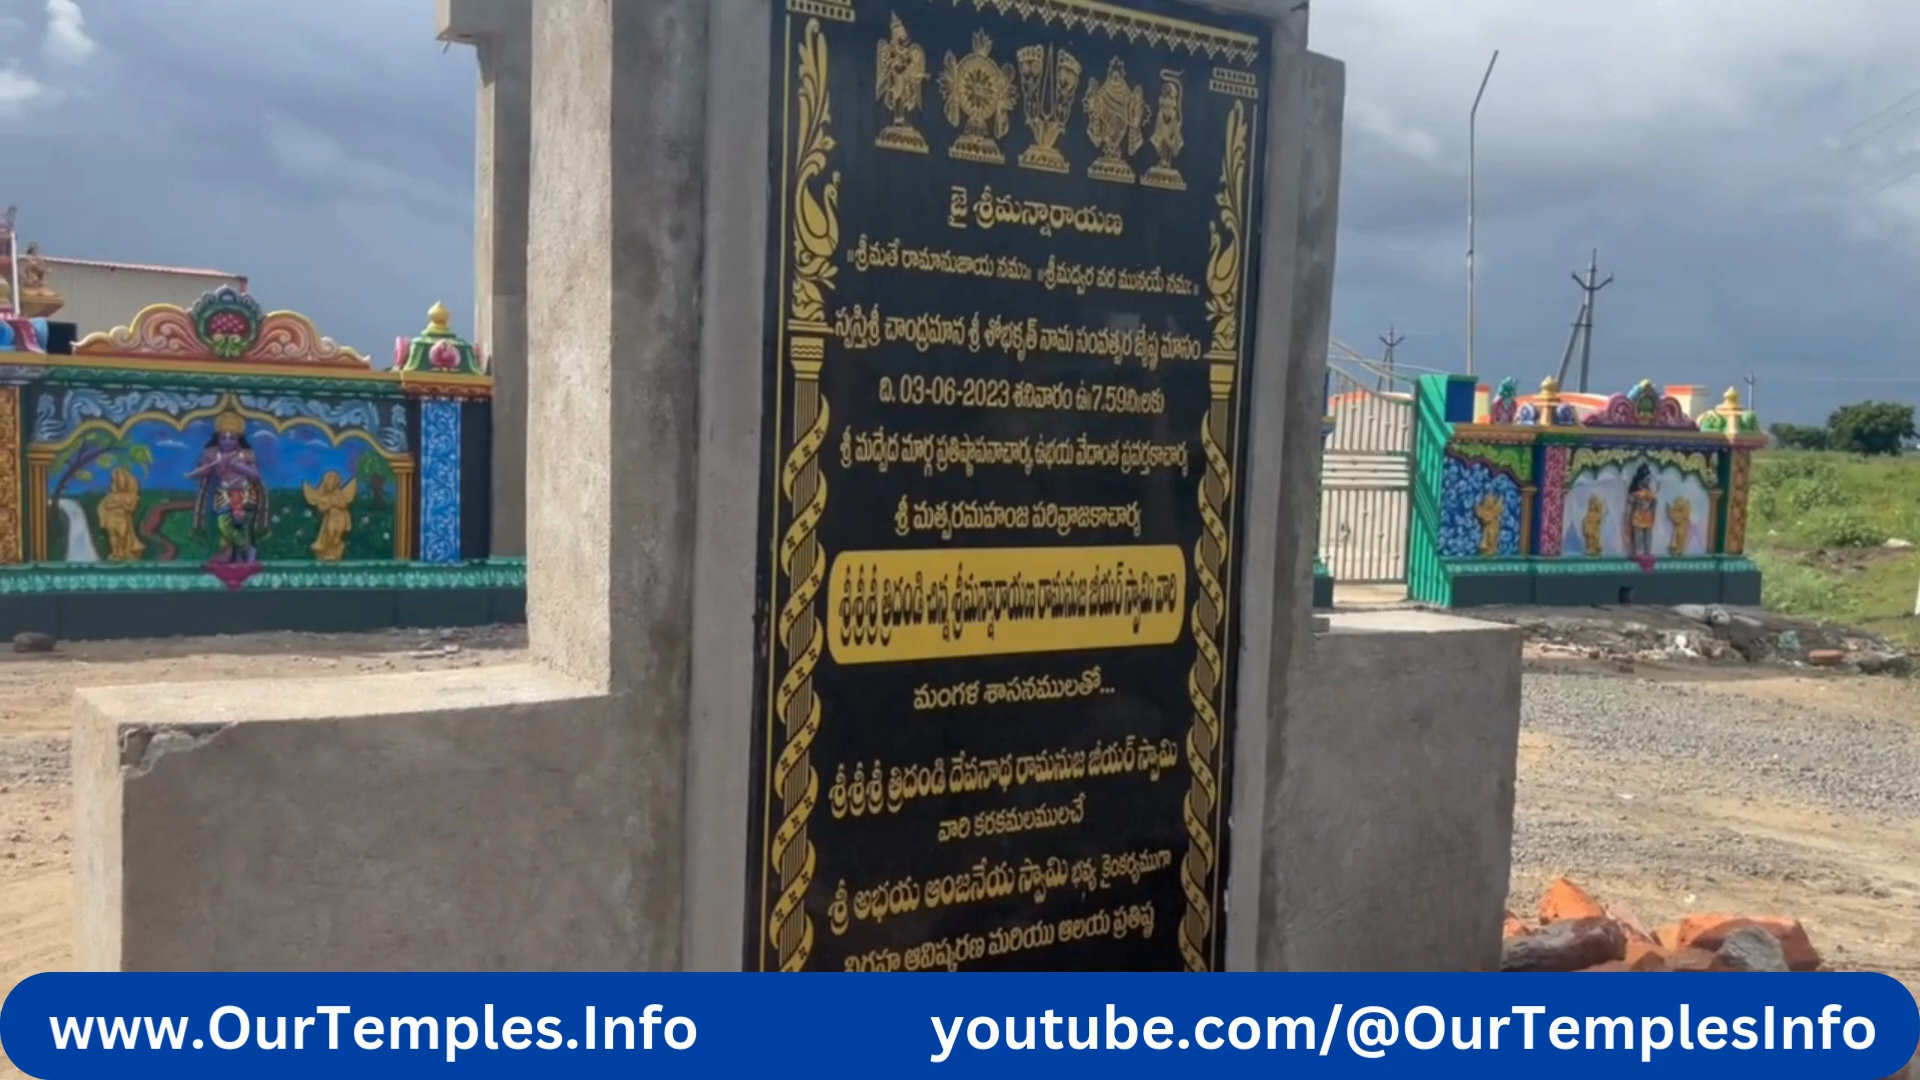 జై శ్రీమన్నారాయణ
॥శ్రీమతే రామానుజాయ నమః॥ ॥శ్రీమద్వర వర మునయే నమః॥
స్వస్తిశ్రీ చాంద్రమాన శ్రీ శోభకృత్ నామ సంవత్సర జ్యేష్ఠ మాసం
ది. 03-06-2023 శనివారం ఉ॥7.59ని॥లకు
శ్రీ మద్వేద మార్గ ప్రతిష్ఠాపనాచార్య ఉభయ వేదాంత ప్రవర్తకాచార్య
శ్రీ మత్పరమహంజ పరివ్రాజకాచార్య
శ్రీశ్రీశ్రీ త్రిదండి చిన్న శ్రీమన్నారాయణ రామనుజ జీయర్ స్వామి వారి
మంగళ శాసనములతో...
శ్రీశ్రీశ్రీ త్రిదండి దేవనాథ రామనుజ జీయర్ స్వామి
వారి కరకమలములచే
శ్రీ అభయ ఆంజనేయ స్వామి భవ్య కైంకర్యముగా
విగ్రహ ఆవిష్కరణ మరియు ఆలయ ప్రతిష్ఠ
www.OurTemples.Info
youtube.com/@OurTemplesInfo